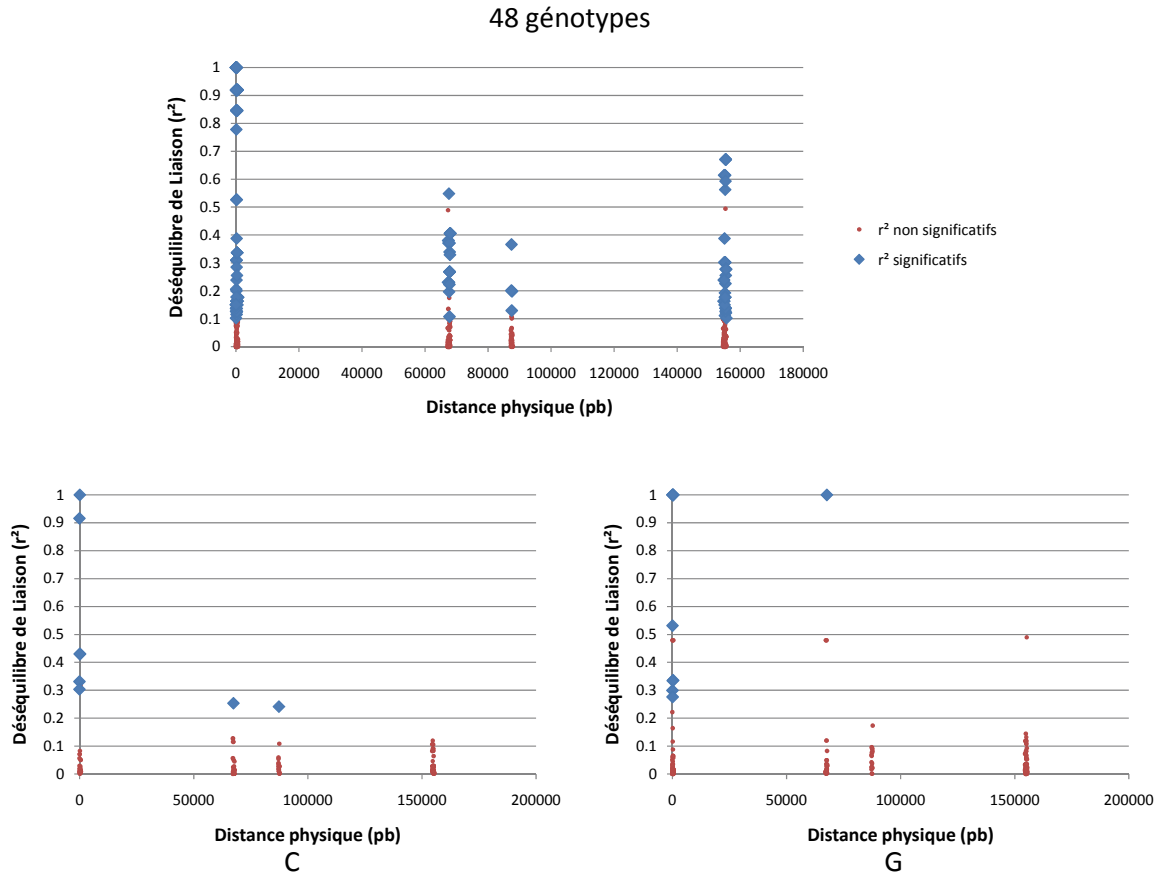 48 génotypes
Déséquilibre de Liaison (r²)
1
0.9
0.8
0.7
0.6
0.5
0.4
0.3
0.2
0.1
0
0 20000 40000 60000 80000 100000 120000 140000 160000 180000
Distance physique (pb)
r² non significatifs
r² significatifs
Déséquilibre de Liaison (r²)
1
0.9
0.8
0.7
0.6
0.5
0.4
0.3
0.2
0.1
0
0 50000 100000 150000 200000
Distance physique (pb)
C
Déséquilibre de Liaison (r²)
1
0.9
0.8
0.7
0.6
0.5
0.4
0.3
0.2
0.1
0
0 50000 100000 150000 200000
Distance physique (pb)
G